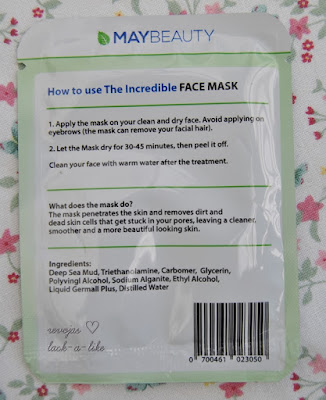 MAYBEAUTY
How to use The Incredible FACE MASK
1. Apply the mask on your clean and dry face. Avoid applying on
eyebrows (the mask can remove your facial hair).
2. Let the Mask dry for 30-45 minutes, then peel it off.
Clean your face with warm water after the treatment.
What does the mask do?
The mask penetrates the skin and removes dirt and
dead skin cells that get stuck in your pores, leaving a cleaner,
smoother and a more beautiful looking skin.
Ingredients:
Deep Sea Mud, Triethanolamine, Carbomer, Glycerin,
Polyvingl Alcohol, Sodium Alganite, Ethyl Alcohol,
Liquid Germall Plus, Distilled Water
revojas ♡
lack-a-like
0 700461 023050